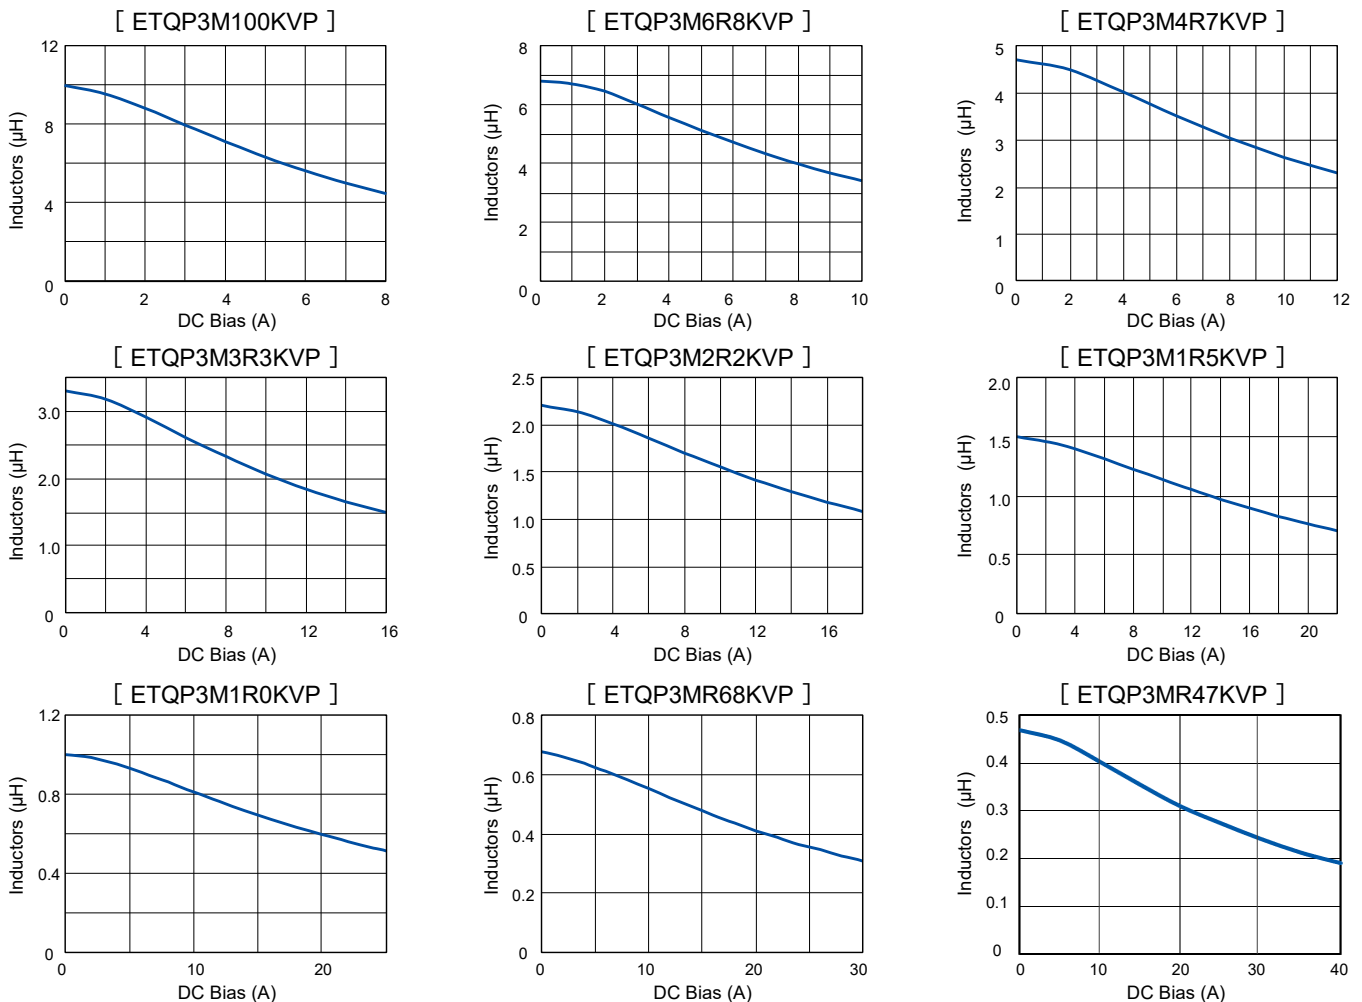 [ ETQP3M100KVP ]
Inductors (µH)
12
8
4
0
0 2 4 6 8
DC Bias (A)
[ ETQP3M6R8KVP ]
Inductors (µH)
8
6
4
2
0
0 2 4 6 8 10
DC Bias (A)
[ ETQP3M4R7KVP ]
Inductors (µH)
5
4
3
2
1
0
0 2 4 6 8 10 12
DC Bias (A)
[ ETQP3M3R3KVP ]
Inductors (µH)
3.0
2.0
1.0
0
0 4 8 12 16
DC Bias (A)
[ ETQP3M2R2KVP ]
Inductors (µH)
2.5
2.0
1.5
1.0
0.5
0
0 4 8 12 16
DC Bias (A)
[ ETQP3M1R5KVP ]
Inductors (µH)
2.0
1.5
1.0
0.5
0
0 4 8 12 16 20
DC Bias (A)
[ ETQP3M1R0KVP ]
Inductors (µH)
1.2
0.8
0.4
0
0 10 20
DC Bias (A)
[ ETQP3MR68KVP ]
Inductors (µH)
0.8
0.6
0.4
0.2
0
0 10 20 30
DC Bias (A)
[ ETQP3MR47KVP ]
Inductors (µH)
0.5
0.4
0.3
0.2
0.1
0
0 10 20 30 40
DC Bias (A)